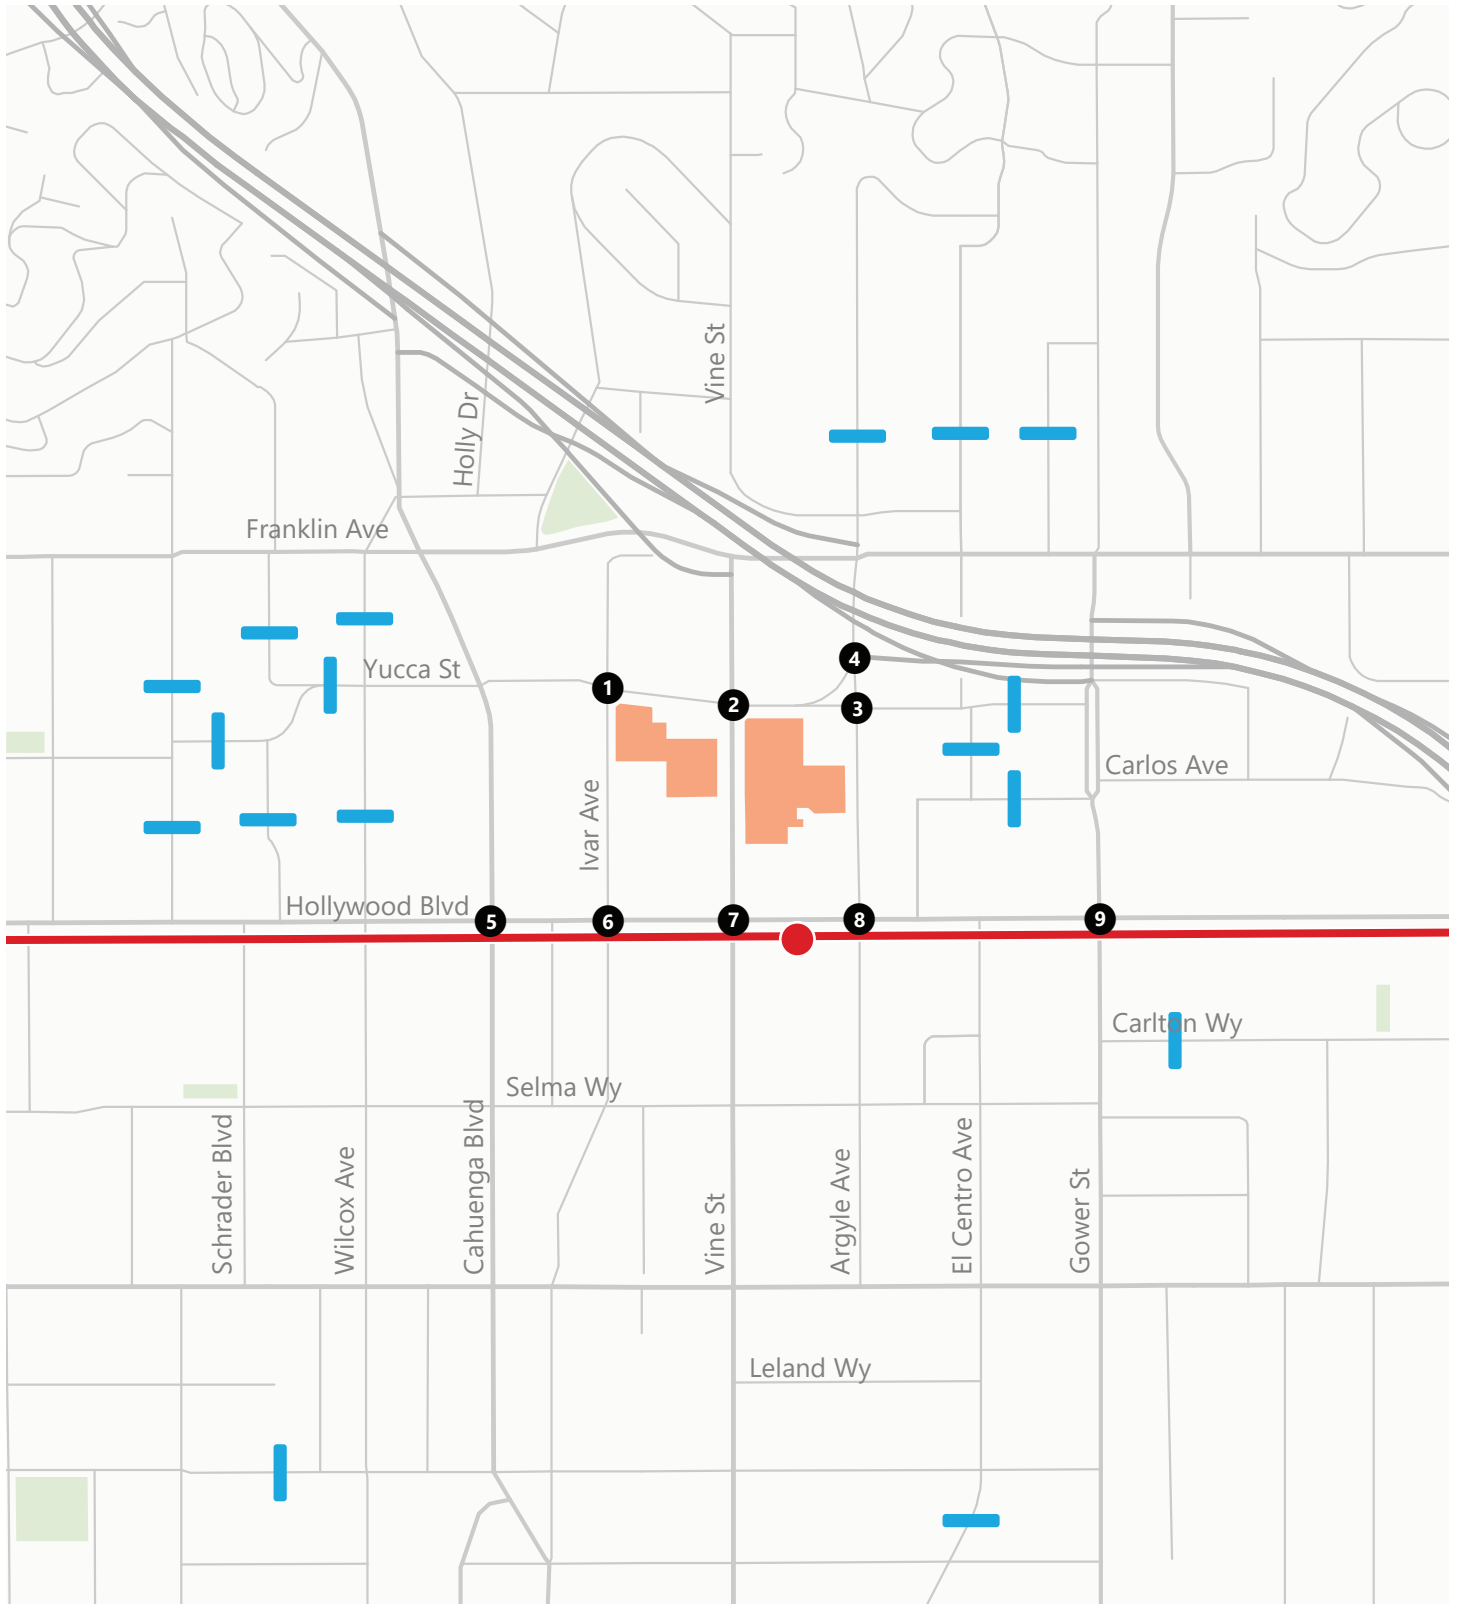 Vine St
Holly Dr
Franklin Ave
Yucca St
4
1
2
3
Carlos Ave
Ivar Ave
Hollywood Blvd
5
6
7
8
9
Carlton Wy
Selma Wy
Schrader Blvd
Wilcox Ave
Cahuenga Blvd
Vine St
Argyle Ave
El Centro Ave
Gower St
Leland Wy